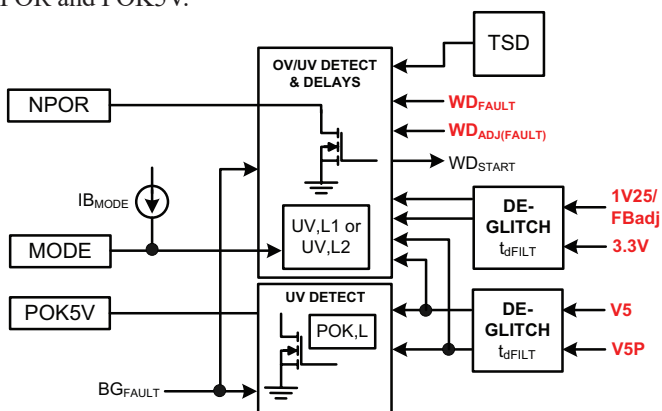 POR and POK5V.
TSD
OV/UV DETECT
& DELAYS
NPOR
WDFAULT
WDADJ(FAULT)
WDSTART
IBMODE
UV,L1 or
UV,L2
MODE
DE-
GLITCH
tdFILT
1V25/
FBadj
3.3V
POK5V
UV DETECT
POK,L
DE-
GLITCH
tdFILT
V5
V5P
BGFAULT